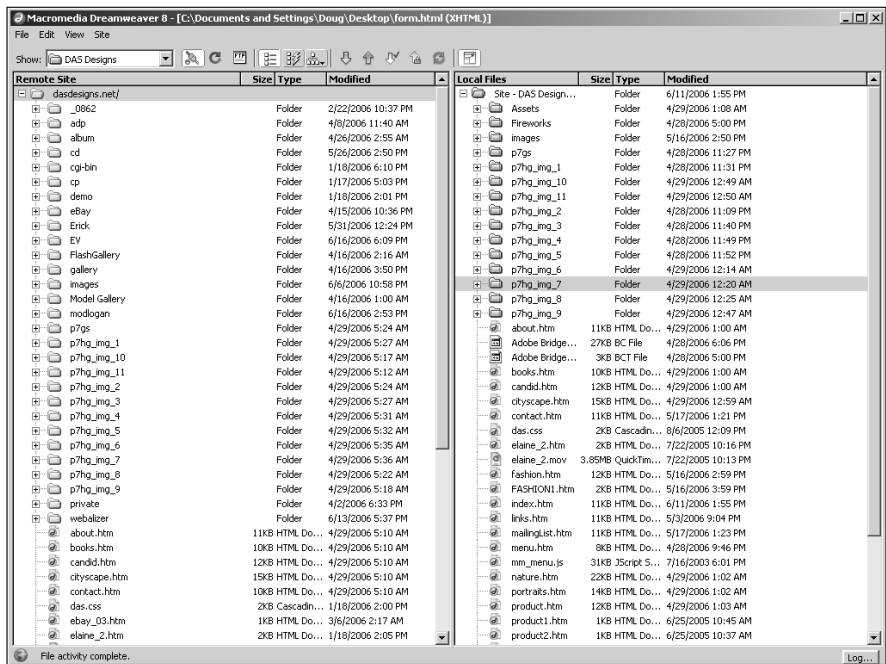 Macromedia Dreamweaver 8 - [C:\Documents and Settings\Doug\Desktop\form.html (XHTML)]
File Edit View Site
Show: DAS Designs
Remote Site Size Type Modified
dasdesigns.net/
_0862 Folder 2/22/2006 10:37 PM
adp Folder 4/8/2006 11:40 AM
album Folder 4/26/2006 2:55 AM
cd Folder 5/26/2006 2:50 PM
cgi-bin Folder 1/18/2006 6:10 PM
cp Folder 1/17/2006 5:03 PM
demo Folder 1/18/2006 2:01 PM
eBay Folder 4/15/2006 10:36 PM
Erick Folder 5/31/2006 12:24 PM
EV Folder 6/16/2006 6:09 PM
FlashGallery Folder 4/16/2006 2:16 AM
gallery Folder 4/16/2006 3:50 PM
images Folder 6/6/2006 10:58 PM
Model Gallery Folder 4/16/2006 1:00 AM
modlogan Folder 6/16/2006 2:53 PM
p7gs Folder 4/29/2006 5:24 AM
p7hg_img_1 Folder 4/29/2006 5:27 AM
p7hg_img_10 Folder 4/29/2006 5:17 AM
p7hg_img_11 Folder 4/29/2006 5:12 AM
p7hg_img_2 Folder 4/29/2006 5:24 AM
p7hg_img_3 Folder 4/29/2006 5:27 AM
p7hg_img_4 Folder 4/29/2006 5:31 AM
p7hg_img_5 Folder 4/29/2006 5:32 AM
p7hg_img_6 Folder 4/29/2006 5:35 AM
p7hg_img_7 Folder 4/29/2006 5:36 AM
p7hg_img_8 Folder 4/29/2006 5:22 AM
p7hg_img_9 Folder 4/29/2006 5:18 AM
private Folder 4/2/2006 6:33 PM
webalizer Folder 6/13/2006 5:37 PM
about.htm 11KB HTML Do... 4/29/2006 5:10 AM
books.htm 10KB HTML Do... 4/29/2006 5:10 AM
candid.htm 12KB HTML Do... 4/29/2006 5:10 AM
cityscape.htm 15KB HTML Do... 4/29/2006 5:10 AM
contact.htm 10KB HTML Do... 4/29/2006 5:10 AM
das.css 2KB Cascadin... 1/18/2006 2:00 PM
ebay_03.htm 1KB HTML Do... 3/6/2006 2:17 AM
elaine_2.htm 2KB HTML Do... 1/18/2006 2:05 PM
Local Files Size Type Modified
Site - DAS Design... Folder 6/11/2006 1:55 PM
Assets Folder 4/29/2006 1:08 AM
Fireworks Folder 4/28/2006 5:00 PM
images Folder 5/16/2006 2:50 PM
p7gs Folder 4/28/2006 11:27 PM
p7hg_img_1 Folder 4/28/2006 11:31 PM
p7hg_img_10 Folder 4/29/2006 12:49 AM
p7hg_img_11 Folder 4/29/2006 12:50 AM
p7hg_img_2 Folder 4/28/2006 11:09 PM
p7hg_img_3 Folder 4/28/2006 11:40 PM
p7hg_img_4 Folder 4/28/2006 11:49 PM
p7hg_img_5 Folder 4/28/2006 11:52 PM
p7hg_img_6 Folder 4/29/2006 12:14 AM
p7hg_img_7 Folder 4/29/2006 12:20 AM
p7hg_img_8 Folder 4/29/2006 12:25 AM
p7hg_img_9 Folder 4/29/2006 12:47 AM
about.htm 11KB HTML Do... 4/29/2006 1:00 AM
Adobe Bridge... 27KB BC File 4/28/2006 6:06 PM
Adobe Bridge... 3KB BCT File 4/28/2006 5:00 PM
books.htm 10KB HTML Do... 4/29/2006 1:00 AM
candid.htm 12KB HTML Do... 4/29/2006 1:00 AM
cityscape.htm 15KB HTML Do... 4/29/2006 12:59 AM
contact.htm 11KB HTML Do... 5/17/2006 1:21 PM
das.css 2KB Cascadin... 8/6/2005 12:09 PM
elaine_2.htm 2KB HTML Do... 7/22/2005 10:16 PM
elaine_2.mov 3.85MB QuickTim... 7/22/2005 10:13 PM
fashion.htm 12KB HTML Do... 5/16/2006 2:59 PM
FASHION1.htm 2KB HTML Do... 5/16/2006 3:59 PM
index.htm 11KB HTML Do... 6/11/2006 1:55 PM
links.htm 11KB HTML Do... 5/3/2006 9:04 PM
mailingList.htm 11KB HTML Do... 5/17/2006 1:23 PM
menu.htm 8KB HTML Do... 4/28/2006 9:46 PM
mm_menu.js 31KB JScript S... 7/16/2003 6:01 PM
nature.htm 22KB HTML Do... 4/29/2006 1:02 AM
portraits.htm 14KB HTML Do... 4/29/2006 1:02 AM
product.htm 12KB HTML Do... 4/29/2006 1:03 AM
product1.htm 1KB HTML Do... 6/25/2005 10:45 AM
product2.htm 1KB HTML Do... 6/25/2005 10:37 AM
File activity complete.
Log...